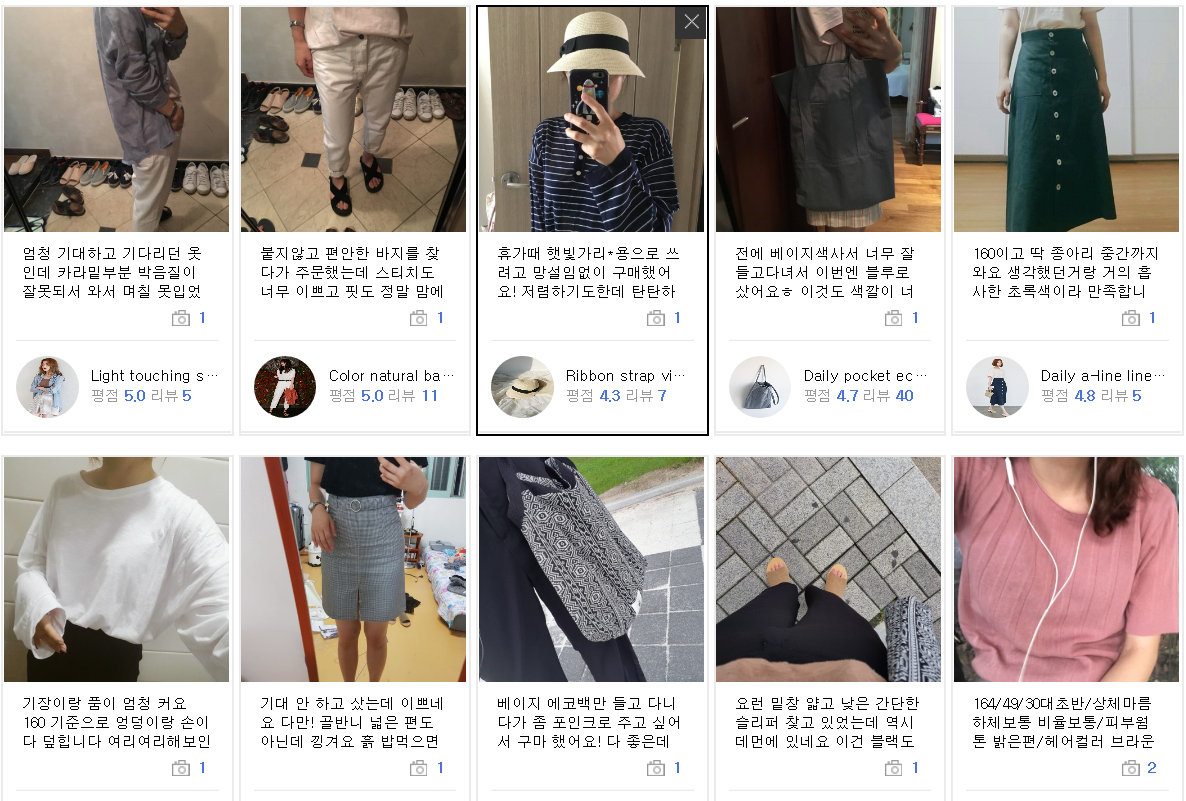 엄청 기대하고 기다리던 옷
인데 카라밑부분 박음질이
잘못되서 와서 며칠 못입었
1
Light touching s…
평점 5.0 리뷰 5
붙지않고 편안한 바지를 찾
다가 주문했는데 스티치도
너무 이쁘고 핏도 정말 맘에
1
Color natural ba…
평점 5.0 리뷰 11
휴가때 햇빛가리*용으로 쓰
려고 망설임없이 구매했어
요! 저렴하기도한데 탄탄하
1
Ribbon strap vi…
평점 4.3 리뷰 7
전에 베이지색사서 너무 잘
들고다녀서 이번엔 블루로
샀어요ㅎ 이것도 색깔이 너
1
Daily pocket ec…
평점 4.7 리뷰 40
160이고 딱 종아리 중간까지
와요 생각했던거랑 거의 흡
사한 초록색이라 만족합니
1
Daily a-line line…
평점 4.8 리뷰 5
기장이랑 품이 엄청 커요
160 기준으로 엉덩이랑 손이
다 덮힙니다 여리여리해보인
1
기대 안 하고 샀는데 이쁘네
요 다만! 골반니 넒은 편도
아닌데 낑겨요 흙 밥먹으면
1
베이지 에코백만 들고 다니
다가 좀 포인크로 주고 싶어
서 구마 했어요! 다 좋은데
1
요런 밑창 얇고 낮은 간단한
슬리퍼 찾고 있었는데 역시
데먼에 있네요 이건 블랙도
1
164/49/30대초반/상체마름
하체보통 비율보통/피부웜
톤 밝은편/헤어컬러 브라운
2